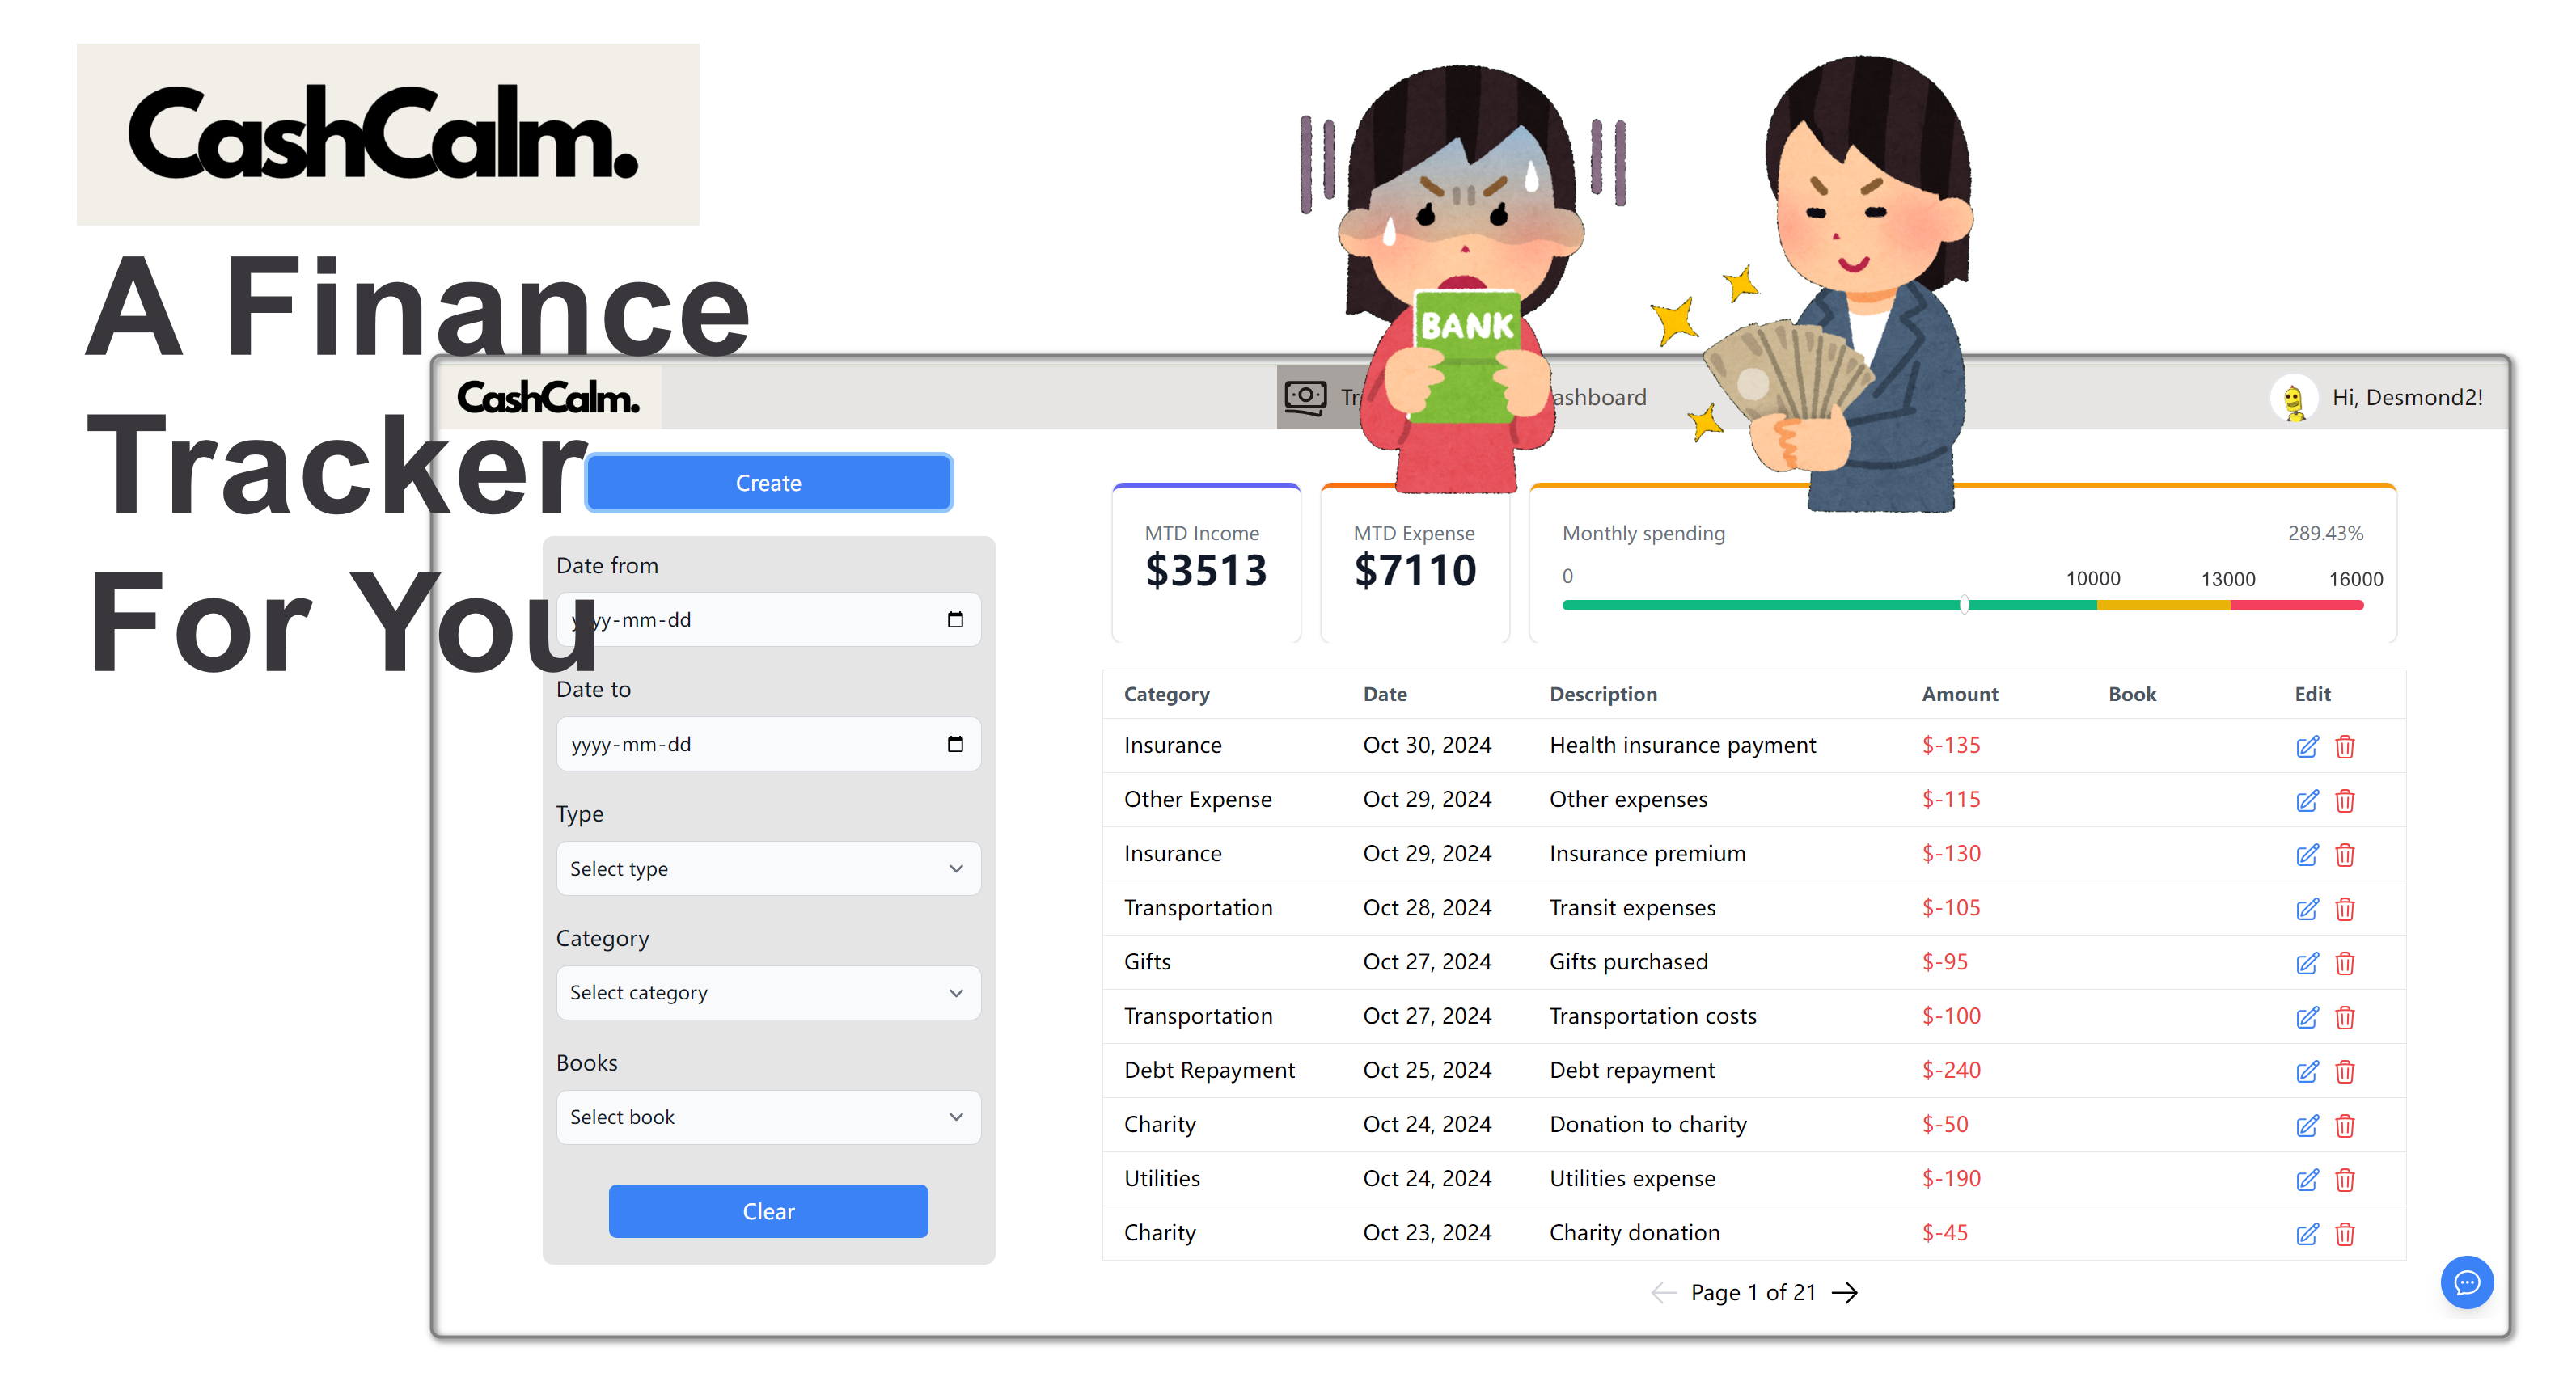 CashCalm.
A Finance
Tracker
For You
BANK
CashCalm.
Hi, Desmond2!
Create
Date from
yyyy-mm-dd
Date to
yyyy-mm-dd
Type
Select type
Category
Select category
Books
Select book
Clear
MTD Income
$3513
MTD Expense
$7110
Monthly spending 289.43%
0 10000 13000 16000
Category Date Description Amount Book Edit
Insurance Oct 30, 2024 Health insurance payment $-135
Other Expense Oct 29, 2024 Other expenses $-115
Insurance Oct 29, 2024 Insurance premium $-130
Transportation Oct 28, 2024 Transit expenses $-105
Gifts Oct 27, 2024 Gifts purchased $-95
Transportation Oct 27, 2024 Transportation costs $-100
Debt Repayment Oct 25, 2024 Debt repayment $-240
Charity Oct 24, 2024 Donation to charity $-50
Utilities Oct 24, 2024 Utilities expense $-190
Charity Oct 23, 2024 Charity donation $-45
Page 1 of 21